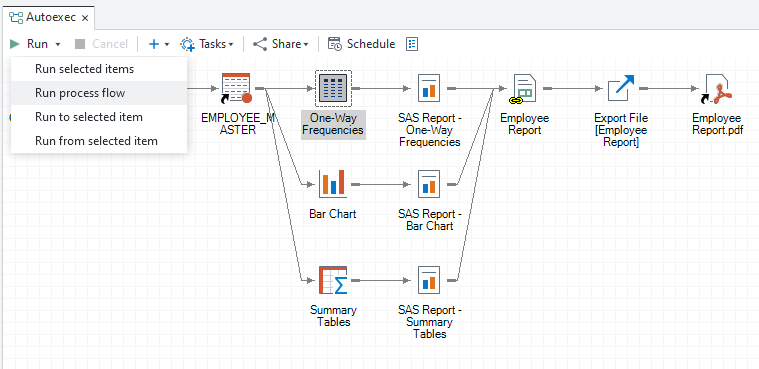 Autoexec
Run
Cancel
Tasks
Share
Schedule
Run selected items
Run process flow
Run to selected item
Run from selected item
EMPLOYEE_M
ASTER
One-Way
Frequencies
SAS Report -
One-Way
Frequencies
Employee
Report
Export File
[Employee
Report]
Employee
Report.pdf
Bar Chart
SAS Report -
Bar Chart
Summary
Tables
SAS Report -
Summary
Tables